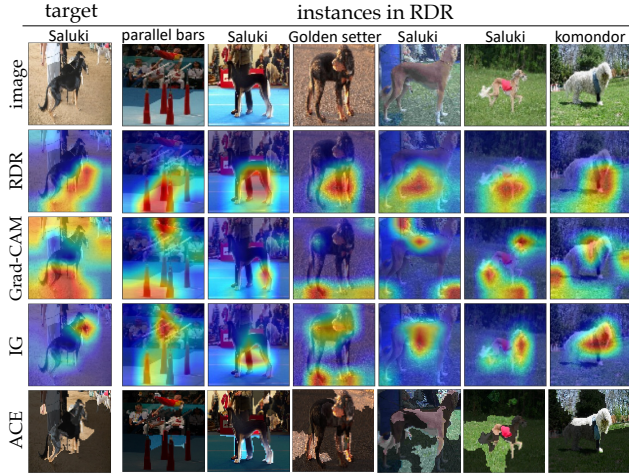 target instances in RDR
Saluki parallel bars Saluki Golden setter Saluki Saluki komondor
image
RDR
Grad-CAM
IG
ACE